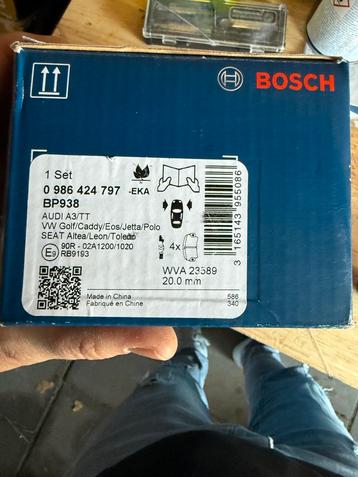 BOSCH
1 Set
0 986 424 797 -EKA
BP938
AUDI A3/TT
VW Golf/Caddy/Eos/Jetta/Polo
SEAT Altea/Leon/Toledo
E9 90R - 02A1200/1020
RB9193
4x
WVA 23589
20.0 mm
Made in China
Fabriqué en Chine
586
340
3 165143 955086